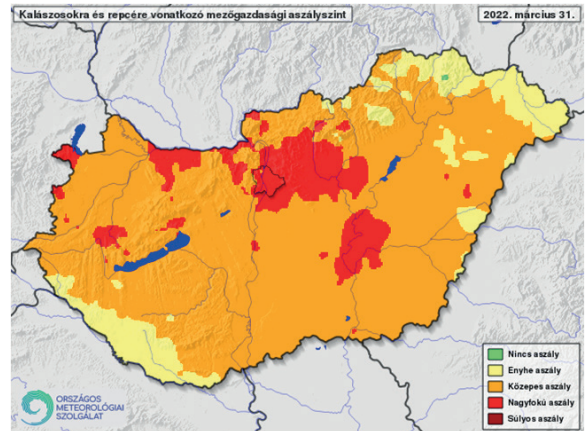 Kalászosokra és repcére vonatkozó mezőgazdasági aszályszint
2022. március 31.
Nincs aszály
Enyhe aszály
Közepes aszály
Nagyfokú aszály
Súlyos aszály
ORSZÁGOS
METEOROLÓGIAI
SZOLGÁLAT